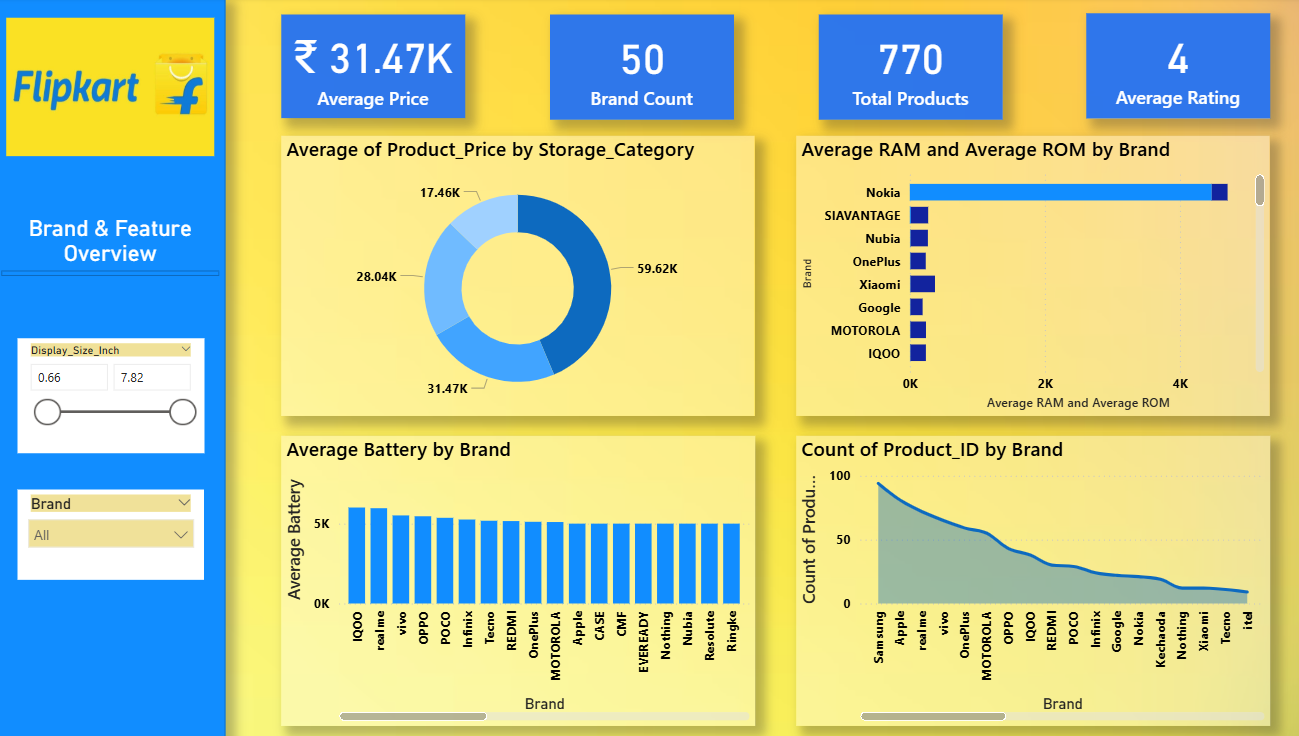 Flipkart
f
Brand & Feature
Overview
Display_Size_Inch
0.66
7.82
Brand
All
₹ 31.47K
Average Price
50
Brand Count
770
Total Products
4
Average Rating
Average of Product_Price by Storage_Category
17.46K
59.62K
28.04K
31.47K
Average RAM and Average ROM by Brand
Brand
Nokia
SIAVANTAGE
Nubia
OnePlus
Xiaomi
Google
MOTOROLA
IQOO
0K
2K
4K
Average RAM and Average ROM
Average Battery by Brand
Average Battery
5K
0K
IQOO
realme
vivo
OPPO
POCO
Infinix
Tecno
REDMI
OnePlus
MOTOROLA
Apple
CASE
CMF
EVEREADY
Nothing
Nubia
Resolute
Ringke
Brand
Count of Product_ID by Brand
Count of Produ...
100
50
0
Samsung
Apple
realme
vivo
OnePlus
MOTOROLA
OPPO
IQOO
REDMI
POCO
Infinix
Google
Nokia
Kechaoda
Nothing
Xiaomi
Tecno
itel
Brand